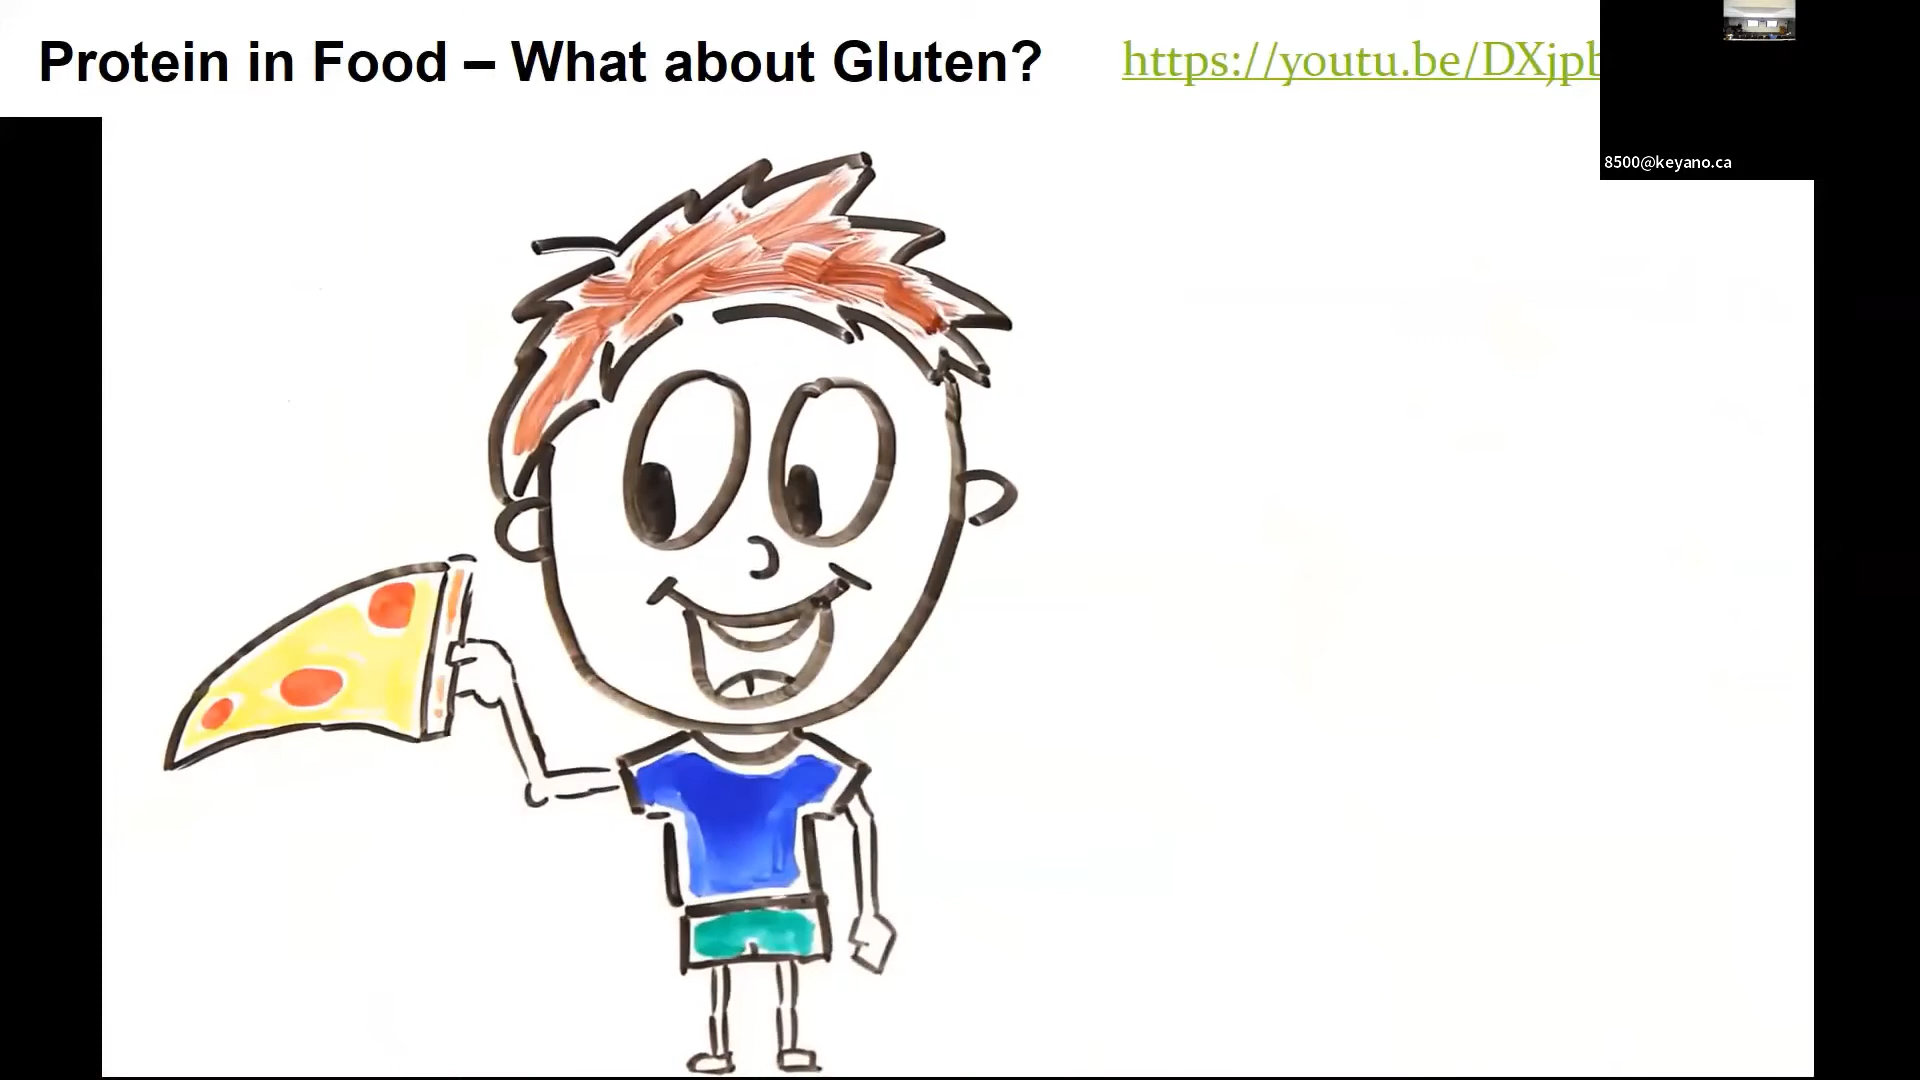 Protein in Food – What about Gluten?
https://youtu.be/DXjpb
8500@keyano.ca